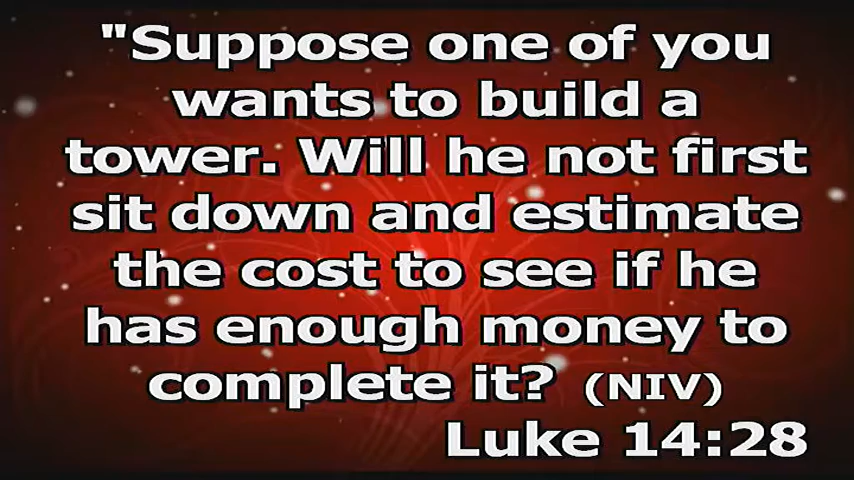 "Suppose one of you
wants to build a
tower. Will he not first
sit down and estimate
the cost to see if he
has enough money to
complete it? (NIV)
Luke 14:28